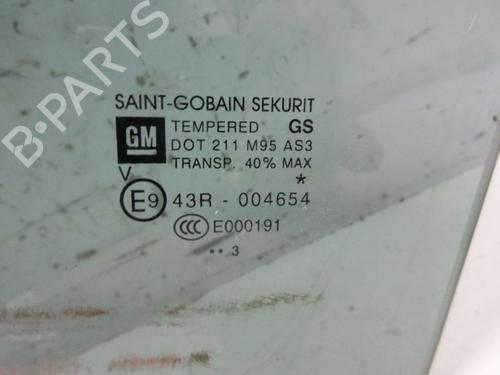 B-PARTS
SAINT-GOBAIN SEKURIT
GM TEMPERED GS
DOT 211 M95 AS3
TRANSP. 40% MAX
V *
E9 43R - 004654
CCC E000191
•• 3